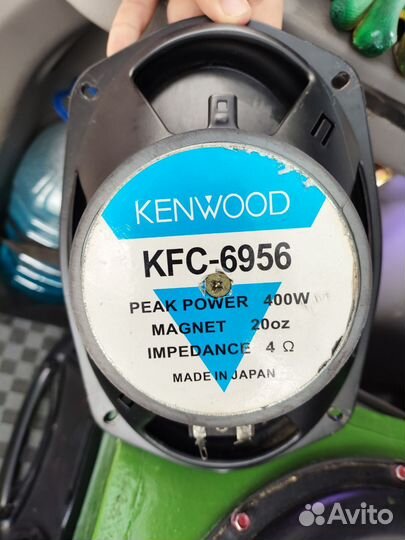 KENWOOD
KFC-6956
PEAK POWER 400W
MAGNET 20oz
IMPEDANCE 4 Ω
MADE IN JAPAN
Avito